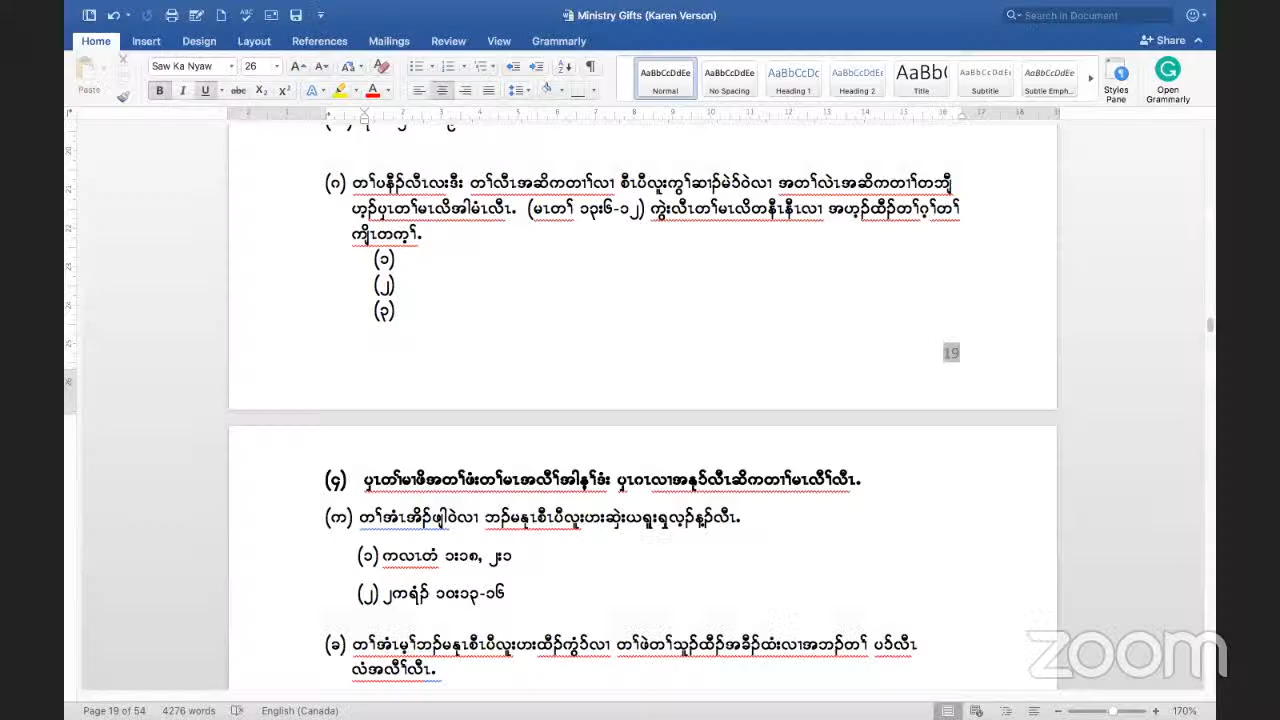 Ministry Gifts (Karen Verson)
Search in Document
Home Insert Design Layout References Mailings Review View Grammarly
Share
Paste
Saw Ka Nyaw 26
AaBbCcDdEe AaBbCcDdEe AaBbCcDc AaBbCcDdEe AaBb( AaBbCcDdEe AaBbCcDdEe
Normal No Spacing Heading 1 Heading 2 Title Subtitle Subtle Emph...
Styles Pane
Open Grammarly
(ဂ) တၢ်ပနီၣ်လီၤလးဒီး တၢ်လီၤအဆိကတၢၢ်လၢ စီၤပီလူးကွၢ်ဆၢၣ်မဲာ်ဝဲလၢ အတၢ်လဲၤအဆိကတၢၢ်တဘျီ
ဟ့ၣ်ပှၤတၢ်မၤလိအါမံၤလီၤ. (မၤတၢ် ၁၃း၆-၁၂) ကွဲးလီၤတၢ်မၤလိတနီၤနီၤလၢ အဟ့ၣ်ထီၣ်တၢ်ဂ့ၢ်တၢ်
ကျိၤတက့ၢ်.
(၁)
(၂)
(၃)
19
(၄) ပှၤတၢ်မၢဖိအတၢ်ဖံးတၢ်မၤအလီၢ်အါန့ၢ်ဒံး ပှၤဂၤလၢအနုာ်လီၤဆိကတၢၢ်မၤလီၢ်လီၤ.
(က) တၢ်အံၤအိၣ်ဖျါဝဲလၢ ဘၣ်မနုၤစီၤပီလူးဟးဆှဲးယရူးရှလ့ၣ်န့ၣ်လီၤ.
(၁) ကလၤတံ ၁း၁၈, ၂း၁
(၂) ၂ကရံၣ် ၁၀း၁၃-၁၆
(ခ) တၢ်အံၤမ့ၢ်ဘၣ်မနုၤစီၤပီလူးဟးထီၣ်ကွံာ်လၢ တၢ်ဖဲတၢ်သူၣ်ထီၣ်အခီၣ်ထံးလၢအဘၣ်တၢ် ပာ်လီၤ
လံအလီၢ်လီၤ.
zoom
Page 19 of 54 4276 words English (Canada) 170%